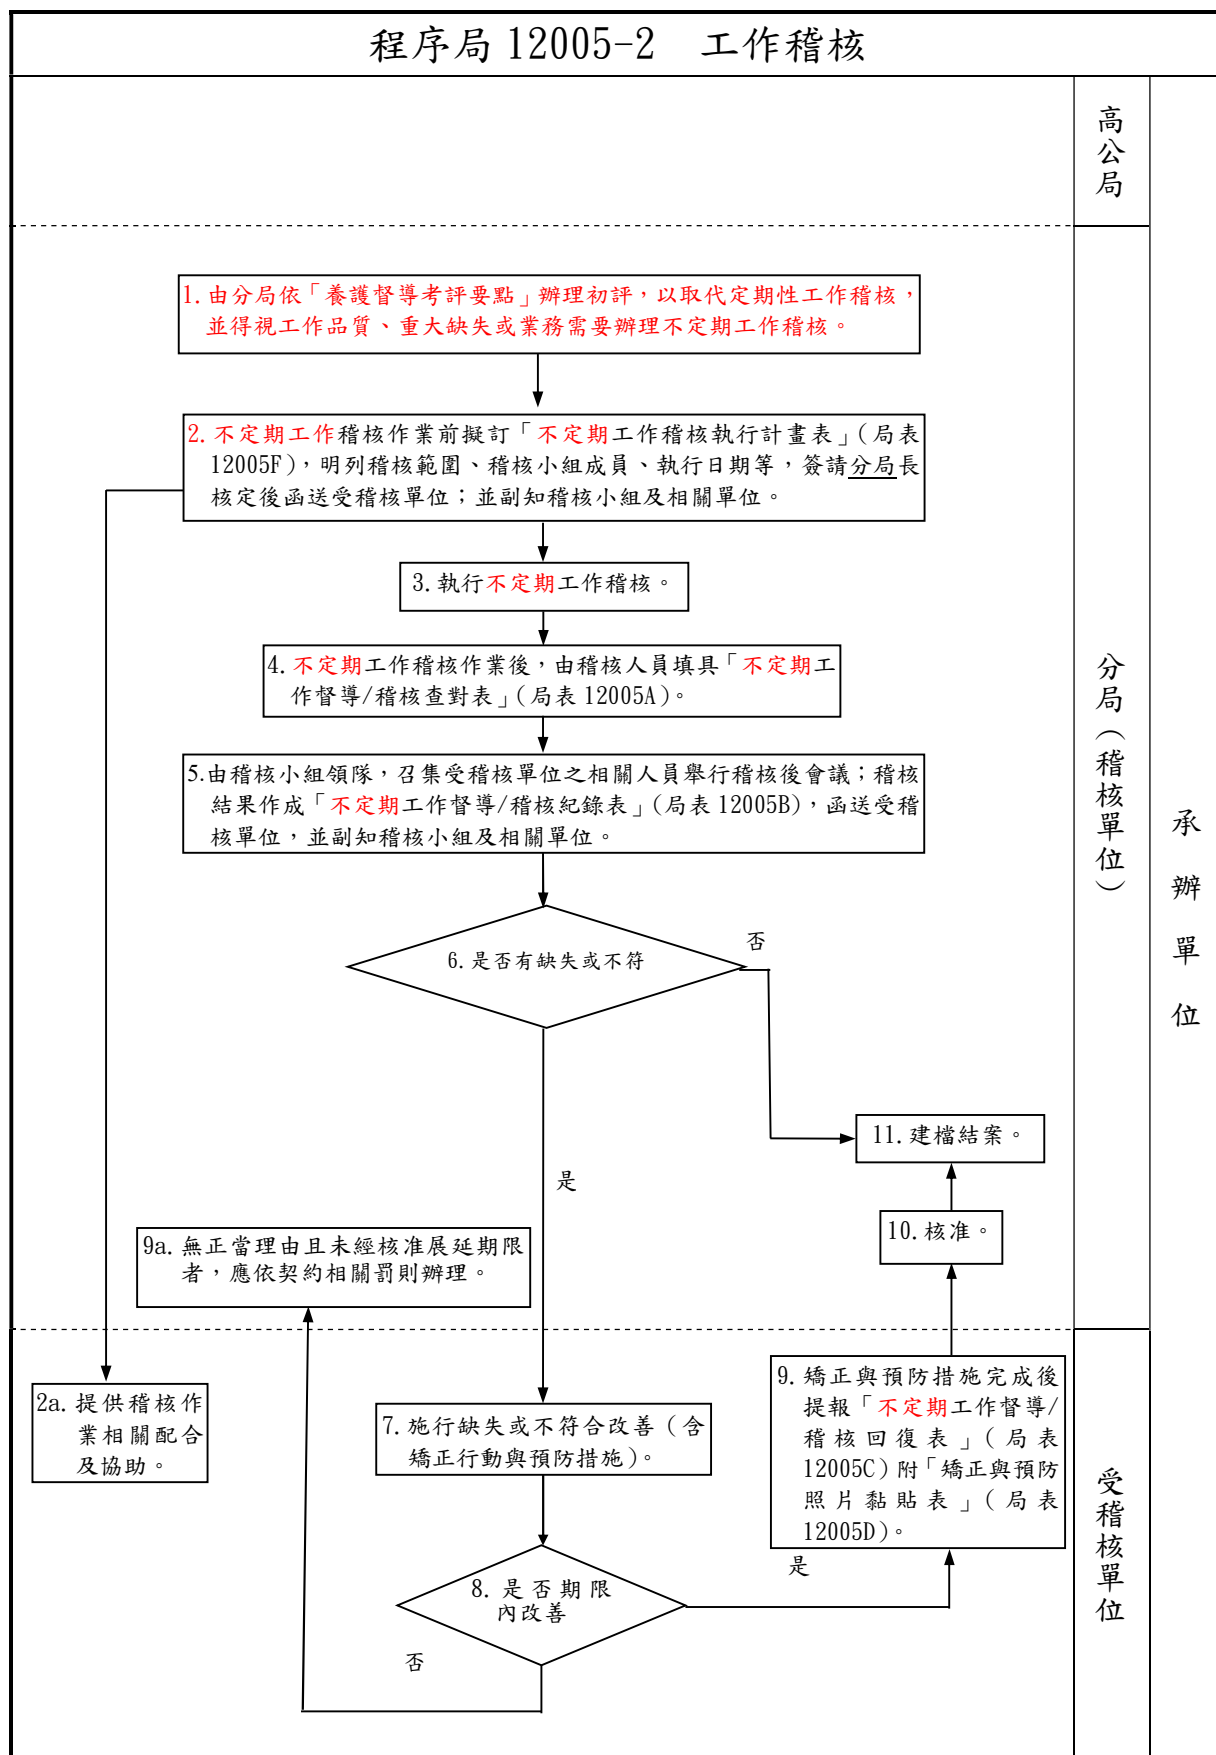 程序局 12005-2　工作稽核
高公局
1. 由分局依「養護督導考評要點」辦理初評，以取代定期性工作稽核，
並得視工作品質、重大缺失或業務需要辦理不定期工作稽核。
2. 不定期工作稽核作業前擬訂「不定期工作稽核執行計畫表」(局表
12005F)，明列稽核範圍、稽核小組成員、執行日期等，簽請分局長
核定後函送受稽核單位；並副知稽核小組及相關單位。
3. 執行不定期工作稽核。
4. 不定期工作稽核作業後，由稽核人員填具「不定期工
作督導/稽核查對表」(局表 12005A)。
5.由稽核小組領隊，召集受稽核單位之相關人員舉行稽核後會議；稽核
結果作成「不定期工作督導/稽核紀錄表」(局表 12005B)，函送受稽
核單位，並副知稽核小組及相關單位。
分局（稽核單位）
承辦單位
6. 是否有缺失或不符
否
是
11. 建檔結案。
10. 核准。
9a. 無正當理由且未經核准展延期限
者，應依契約相關罰則辦理。
2a. 提供稽核作
業相關配合
及協助。
7. 施行缺失或不符合改善（含
矯正行動與預防措施)。
9. 矯正與預防措施完成後
提報「不定期工作督導/
稽核回復表」(局表
12005C) 附「矯正與預防
照片黏貼表」(局表
12005D)。
是
8. 是否期限
內改善
否
受稽核單位